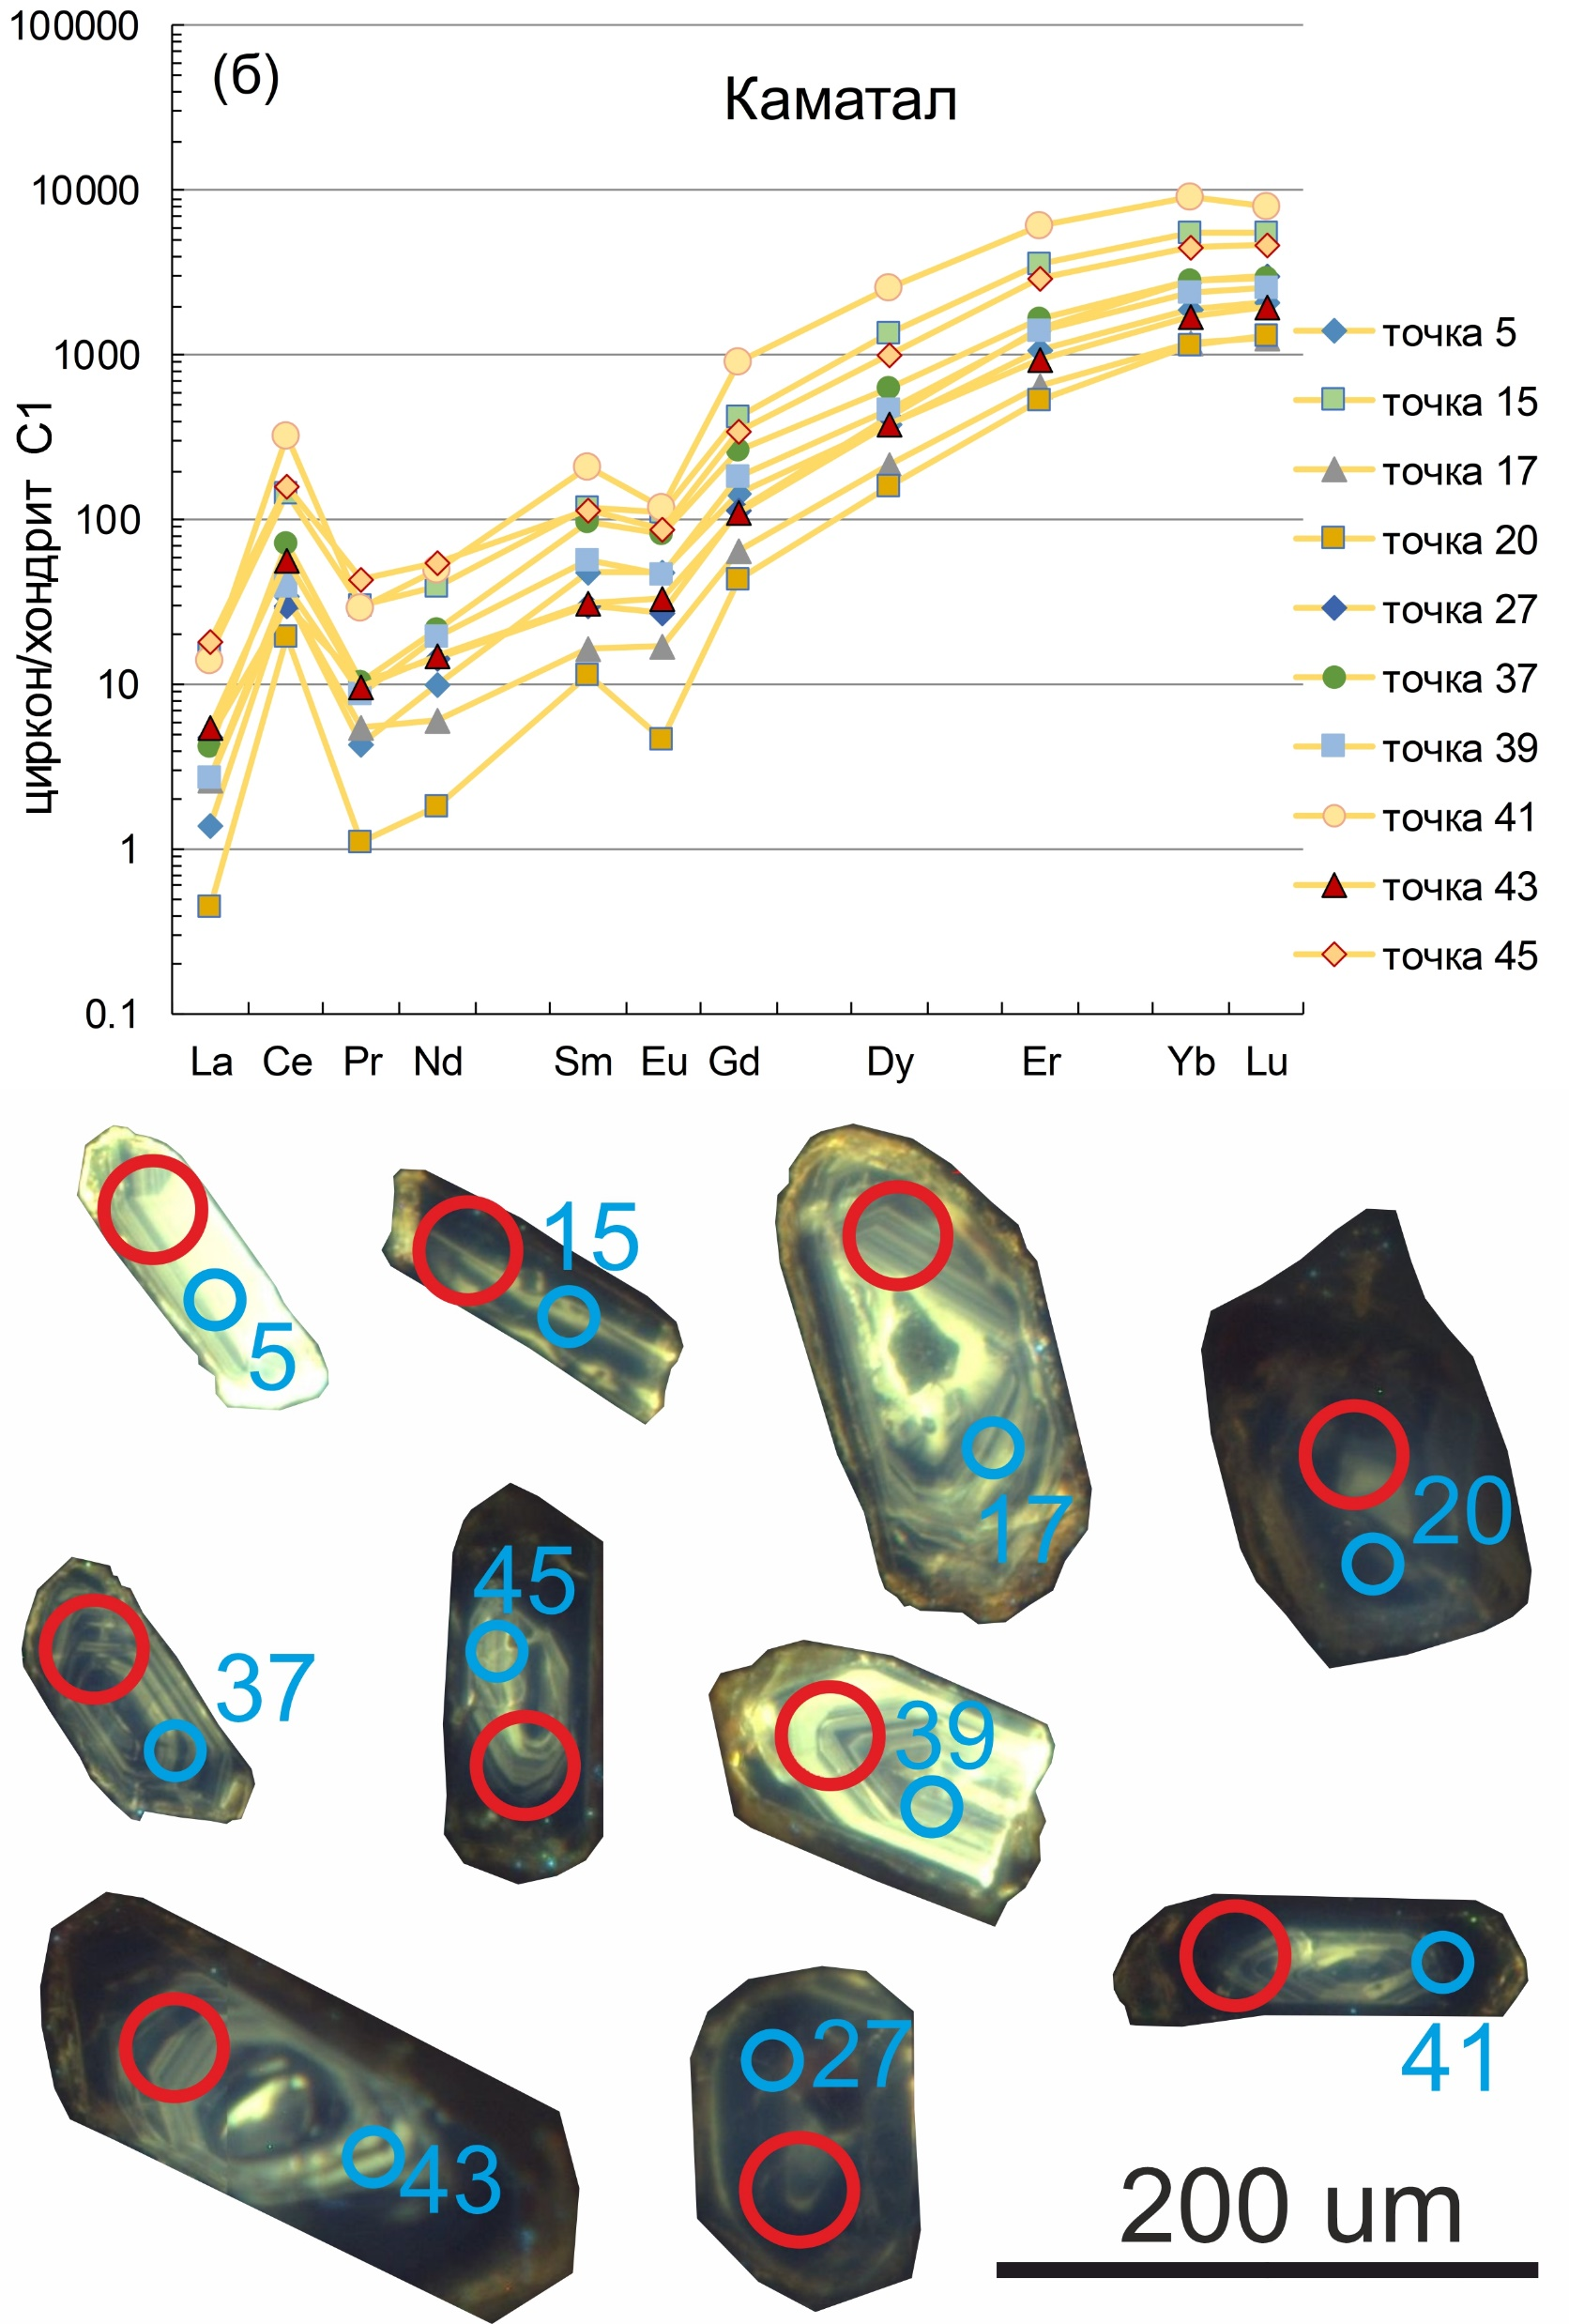 (б)
Каматал
циркон/хондрит C1
100000
10000
1000
100
10
1
0.1
La Ce Pr Nd Sm Eu Gd Dy Er Yb Lu
точка 5
точка 15
точка 17
точка 20
точка 27
точка 37
точка 39
точка 41
точка 43
точка 45
5
15
17
20
37
45
39
43
27
41
200 um